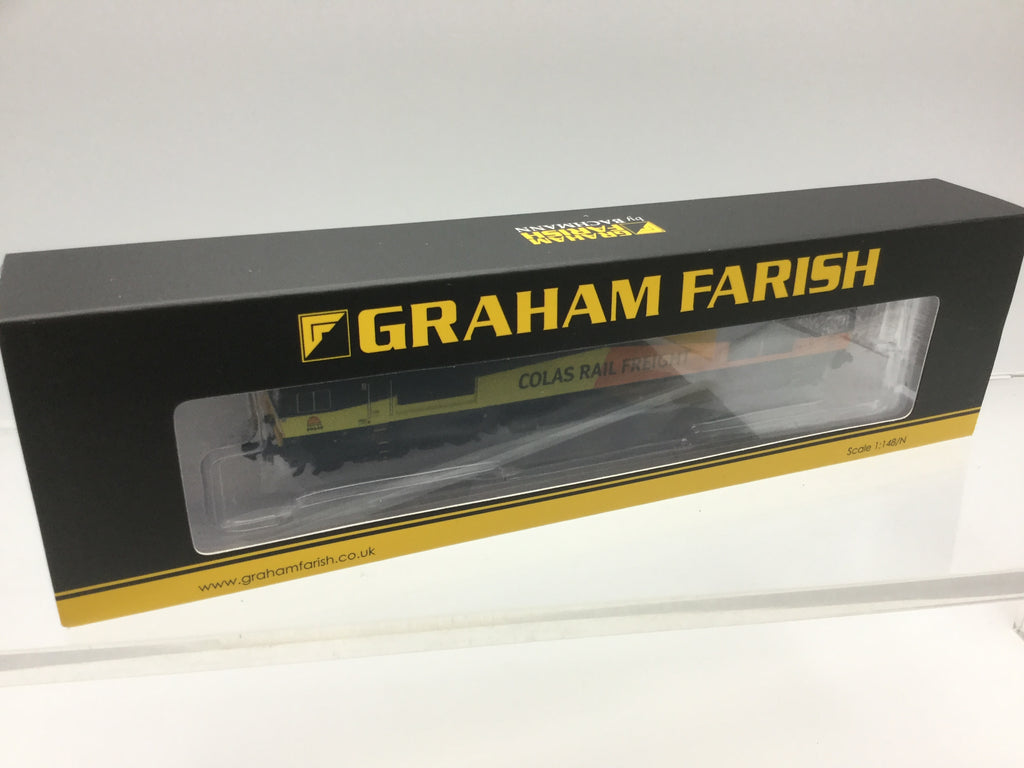 GRAHAM
FARISH
by BACHMANN
GRAHAM FARISH
COLAS RAIL FREIGHT
Scale 1:148/N
www.grahamfarish.co.uk